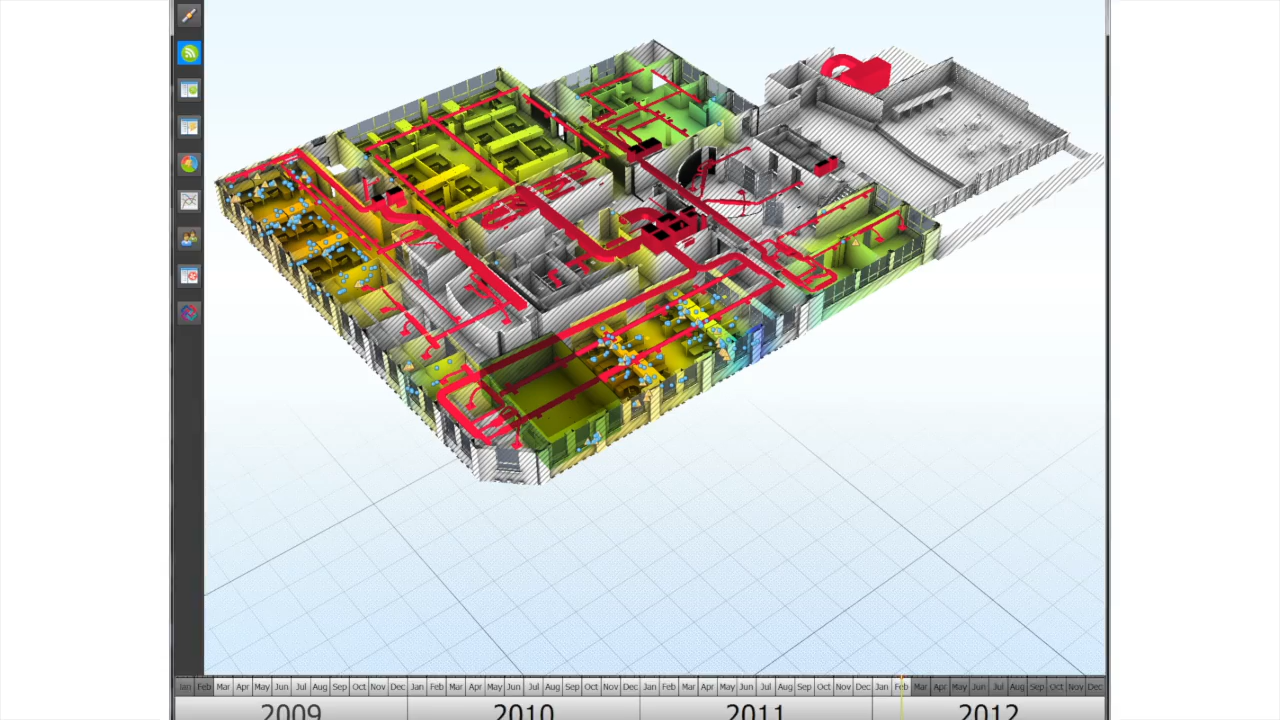 Jan Feb Mar Apr May Jun Jul Aug Sep Oct Nov Dec Jan Feb Mar Apr May Jun Jul Aug Sep Oct Nov Dec Jan Feb Mar Apr May Jun Jul Aug Sep Oct Nov Dec Jan Feb Mar Apr May Jun Jul Aug Sep Oct Nov Dec
2009 2010 2011 2012